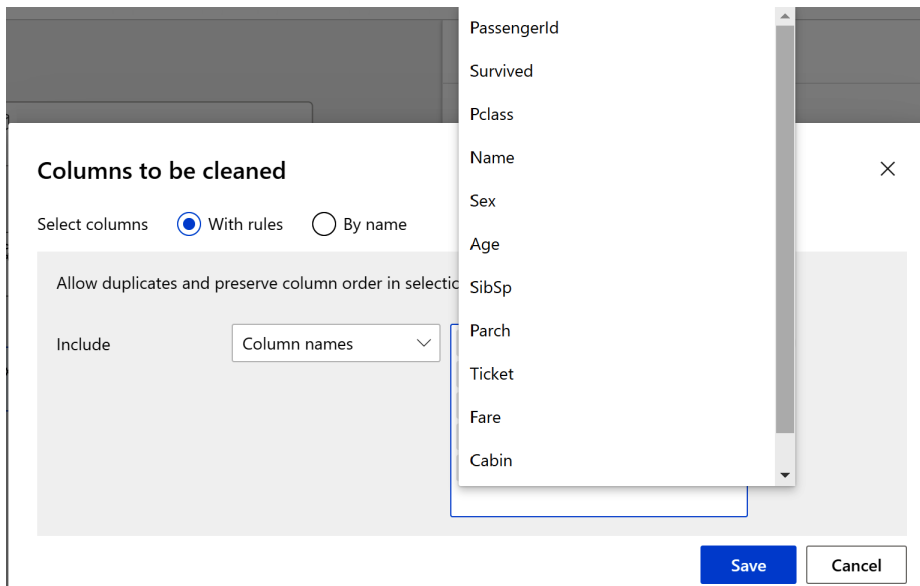 PassengerId
Survived
Pclass
Name
Sex
Age
SibSp
Parch
Ticket
Fare
Cabin
Columns to be cleaned
Select columns With rules By name
Allow duplicates and preserve column order in selectio
Include Column names
Save Cancel